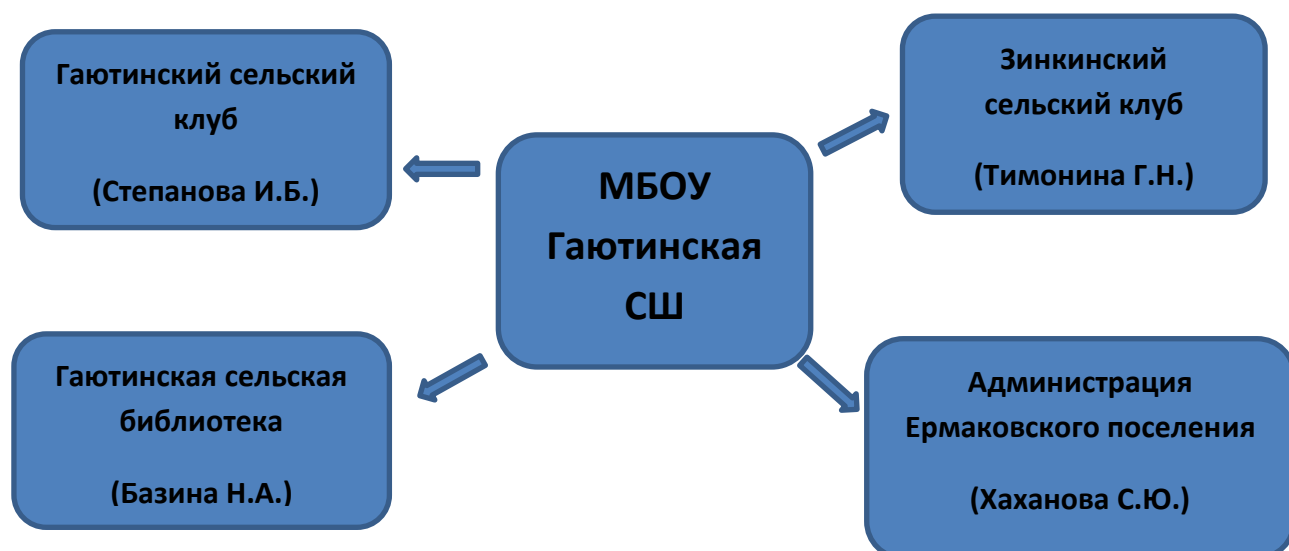 Гаютинский сельский
клуб
(Степанова И.Б.)
Зинкинский
сельский клуб
(Тимонина Г.Н.)
МБОУ
Гаютинская
СШ
Гаютинская сельская
библиотека
(Базина Н.А.)
Администрация
Ермаковского поселения
(Хаханова С.Ю.)